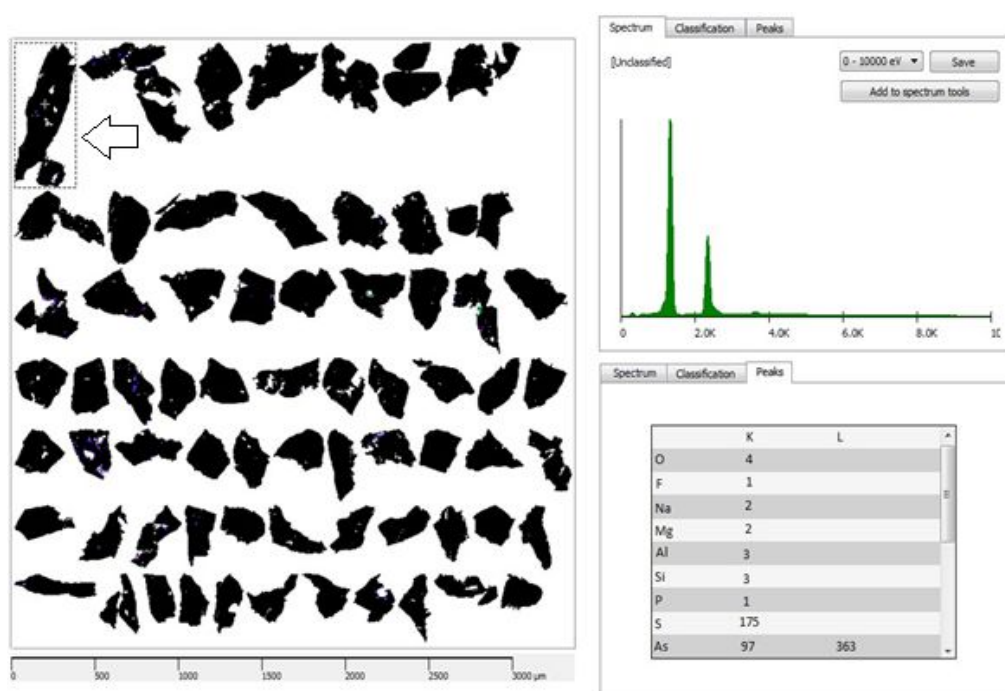 Spectrum Classification Peaks
[Unclassified] 0 - 10000 eV Save
Add to spectrum tools
0 2.0K 4.0K 6.0K 8.0K 1C
Spectrum Classification Peaks
K L
O 4
F 1
Na 2
Mg 2
Al 3
Si 3
P 1
S 175
As 97 363
0 500 1000 1500 2000 2500 3000 µm